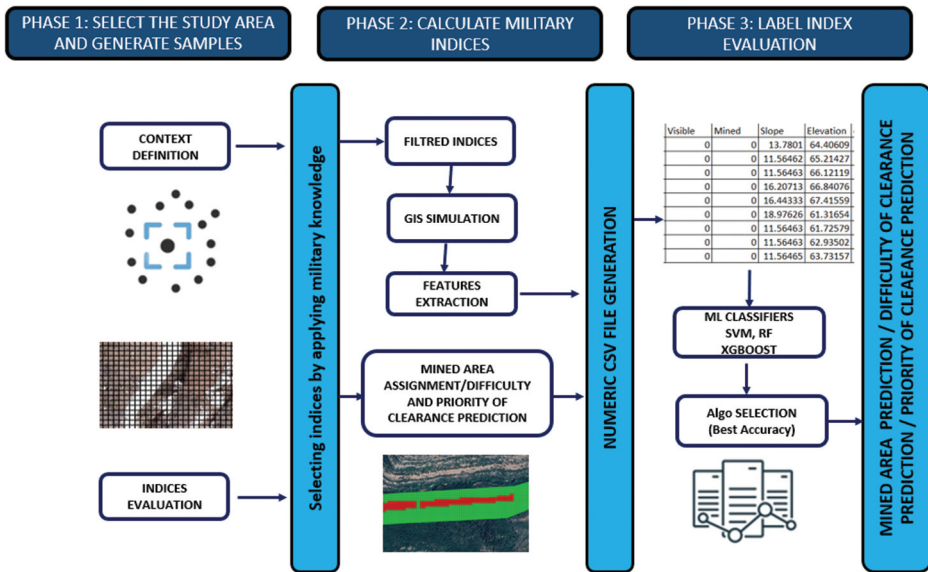 PHASE 1: SELECT THE STUDY AREA
AND GENERATE SAMPLES
PHASE 2: CALCULATE MILITARY
INDICES
PHASE 3: LABEL INDEX
EVALUATION
CONTEXT
DEFINITION
INDICES
EVALUATION
Selecting indices by applying military knowledge
FILTRED INDICES
GIS SIMULATION
FEATURES
EXTRACTION
MINED AREA
ASSIGNMENT/DIFFICULTY
AND PRIORITY OF
CLEARANCE PREDICTION
NUMERIC CSV FILE GENERATION
Visible Mined Slope Elevation
0 0 13.7801 64.40609
0 0 11.56462 65.21427
0 0 11.56463 66.12119
0 0 16.20713 66.84076
0 0 16.44333 67.41559
0 0 18.97626 61.31654
0 0 11.56463 61.72579
0 0 11.56463 62.93502
0 0 11.56465 63.73157
ML CLASSIFIERS
SVM, RF
XGBOOST
Algo SELECTION
(Best Accuracy)
MINED AREA PREDICTION / DIFFICULTY OF CLEARANCE
PREDICTION / PRIORITY OF CLEAEANCE PREDICTION